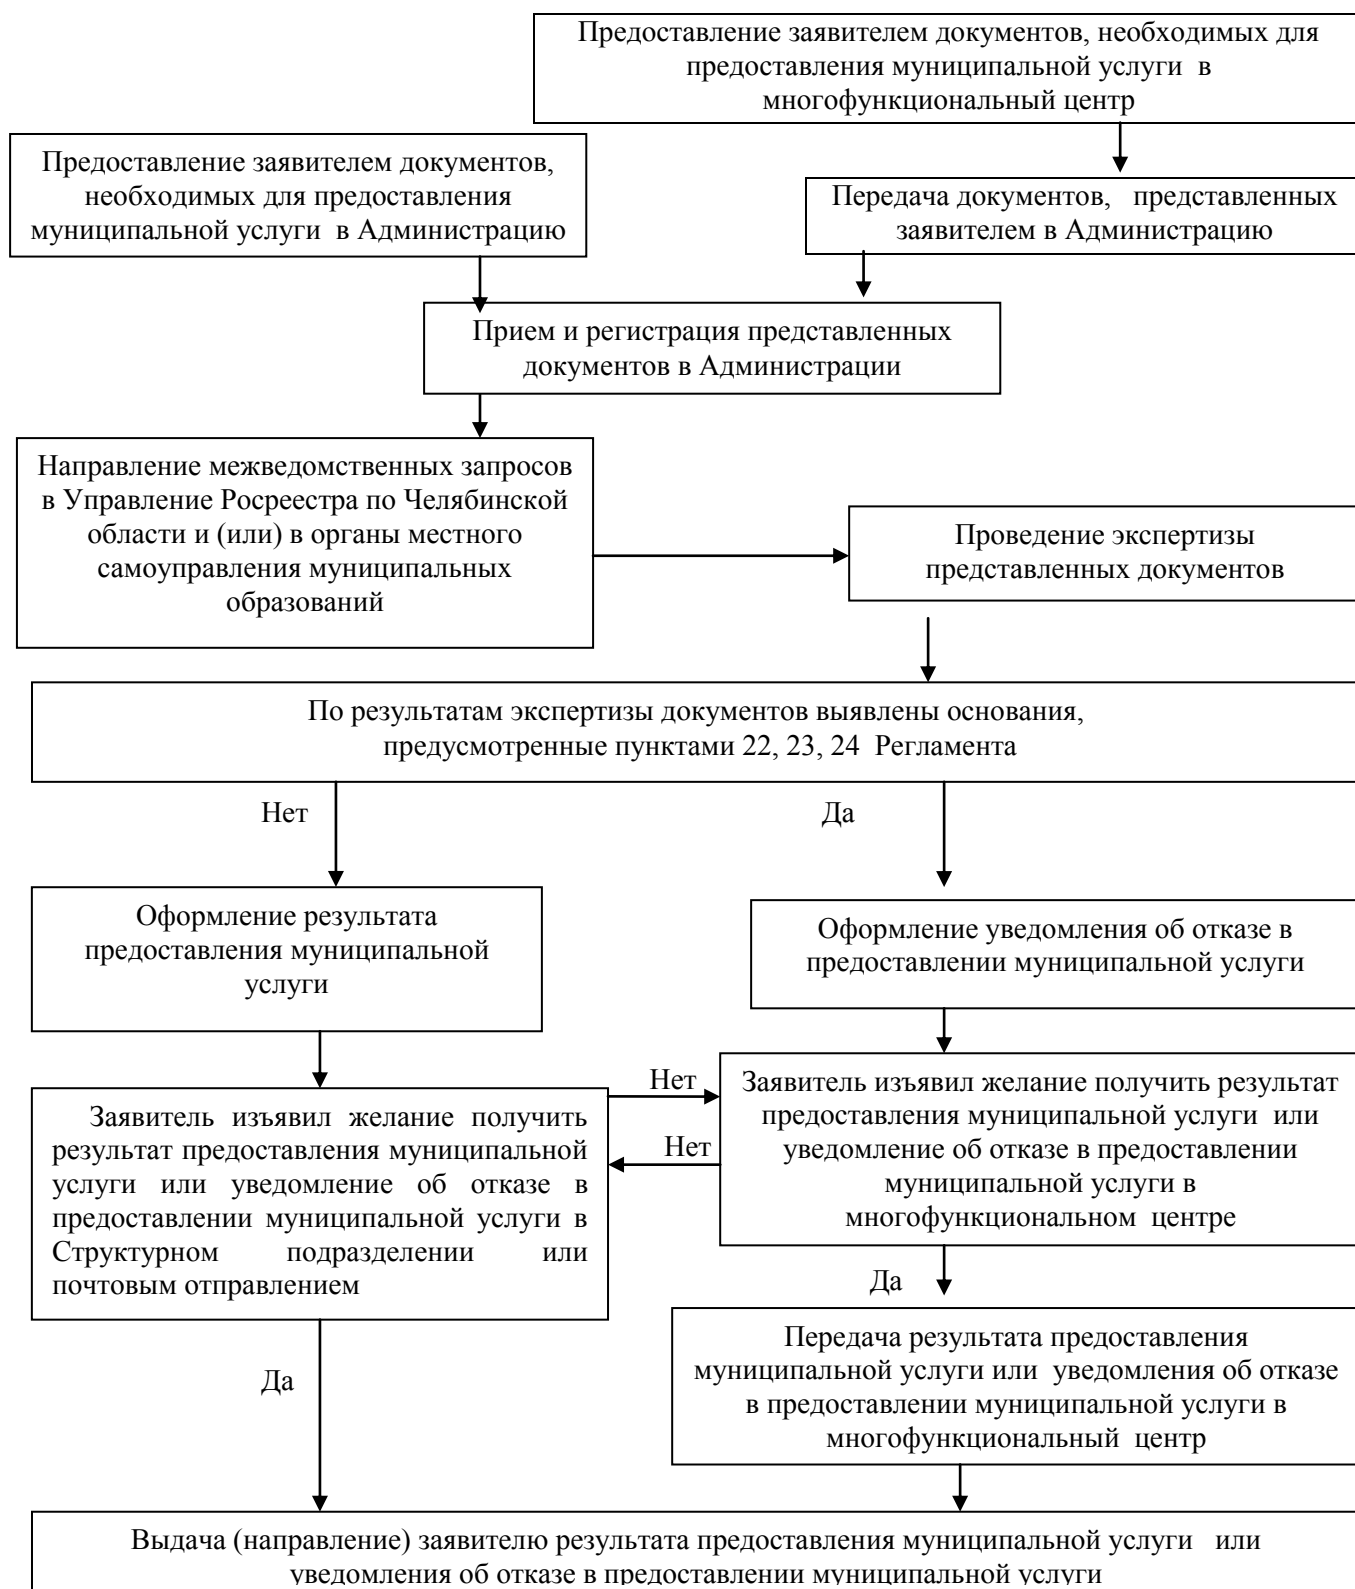 Предоставление заявителем документов, необходимых для
предоставления муниципальной услуги в
многофункциональный центр
Предоставление заявителем документов,
необходимых для предоставления
муниципальной услуги в Администрацию
Передача документов, представленных
заявителем в Администрацию
Прием и регистрация представленных
документов в Администрации
Направление межведомственных запросов
в Управление Росреестра по Челябинской
области и (или) в органы местного
самоуправления муниципальных
образований
Проведение экспертизы
представленных документов
По результатам экспертизы документов выявлены основания,
предусмотренные пунктами 22, 23, 24 Регламента
Нет
Да
Оформление результата
предоставления муниципальной
услуги
Оформление уведомления об отказе в
предоставлении муниципальной услуги
Заявитель изъявил желание получить
результат предоставления муниципальной
услуги или уведомление об отказе в
предоставлении муниципальной услуги в
Структурном подразделении или
почтовым отправлением
Нет
Нет
Заявитель изъявил желание получить результат
предоставления муниципальной услуги или
уведомление об отказе в предоставлении
муниципальной услуги в
многофункциональном центре
Да
Да
Передача результата предоставления
муниципальной услуги или уведомления об отказе
в предоставлении муниципальной услуги в
многофункциональный центр
Выдача (направление) заявителю результата предоставления муниципальной услуги или
уведомления об отказе в предоставлении муниципальной услуги